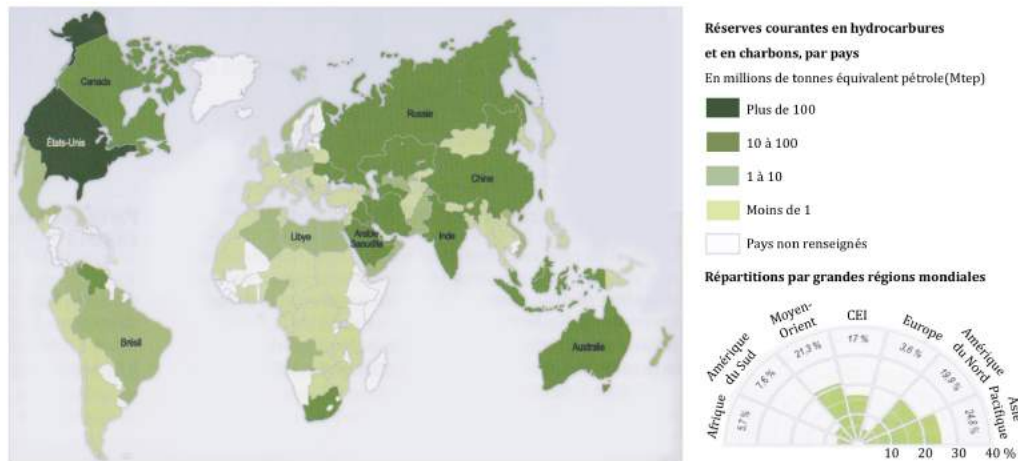 Canada
États-Unis
Brésil
Libye
Arabie
Saoudite
Russie
Chine
Inde
Australie
Réserves courantes en hydrocarbures
et en charbons, par pays
En millions de tonnes équivalent pétrole(Mtep)
Plus de 100
10 à 100
1 à 10
Moins de 1
Pays non renseignés
Répartitions par grandes régions mondiales
Afrique
5,7 %
Amérique
du Sud
7,6 %
Moyen-
Orient
21,3 %
CEI
17 %
Europe
3,6 %
Amérique
du Nord
19,9 %
Asie
Pacifique
24,8 %
10 20 30 40 %